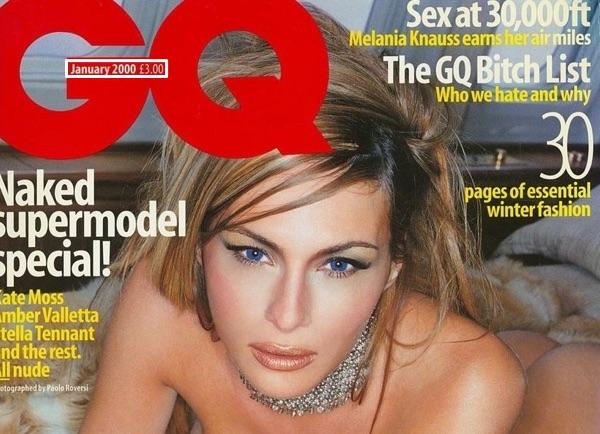 GQ
January 2000 £3.00
Sex at 30,000ft
Melania Knauss earns her air miles
The GQ Bitch List
Who we hate and why
30
pages of essential
winter fashion
Naked
supermodel
special!
Kate Moss
Amber Valletta
Stella Tennant
and the rest.
All nude
Photographed by Paolo Roversi